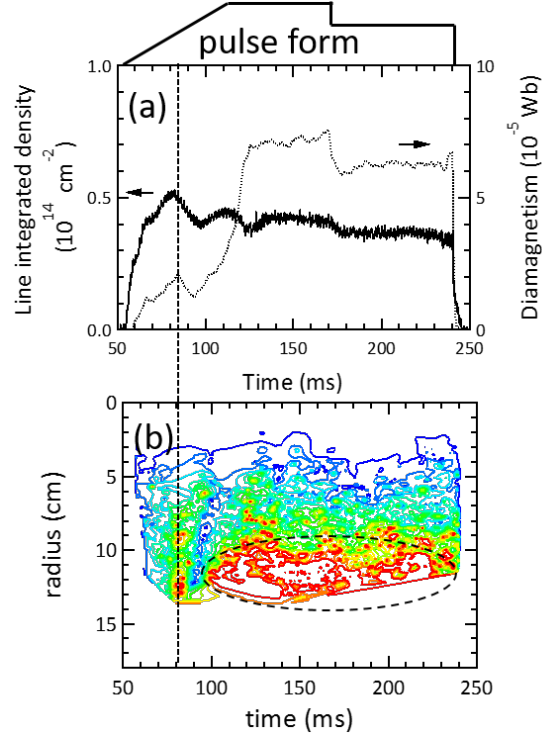 pulse form
(a)
Line integrated density
(10^14 cm^-2)
1.0
0.5
0.0
10
5
0
Diamagnetism (10^-5 Wb)
50 100 150 200 250
Time (ms)
(b)
radius (cm)
0
5
10
15
50 100 150 200 250
time (ms)